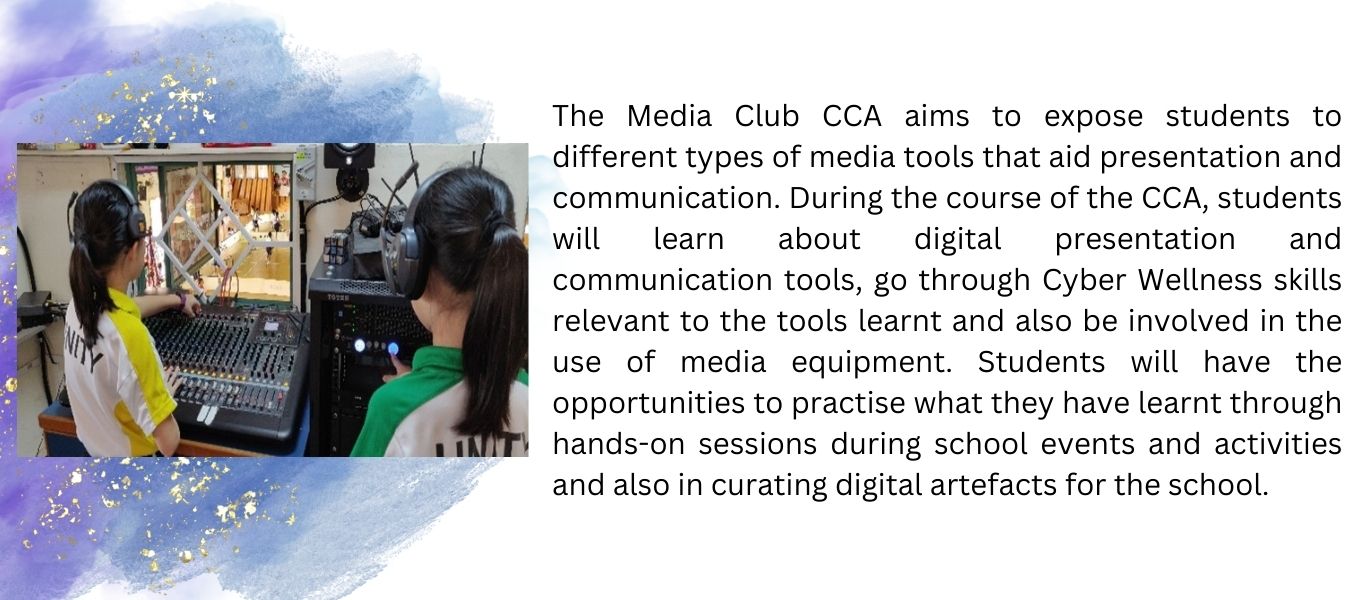 The Media Club CCA aims to expose students to
different types of media tools that aid presentation and
communication. During the course of the CCA, students
will learn about digital presentation and
communication tools, go through Cyber Wellness skills
relevant to the tools learnt and also be involved in the
use of media equipment. Students will have the
opportunities to practise what they have learnt through
hands-on sessions during school events and activities
and also in curating digital artefacts for the school.